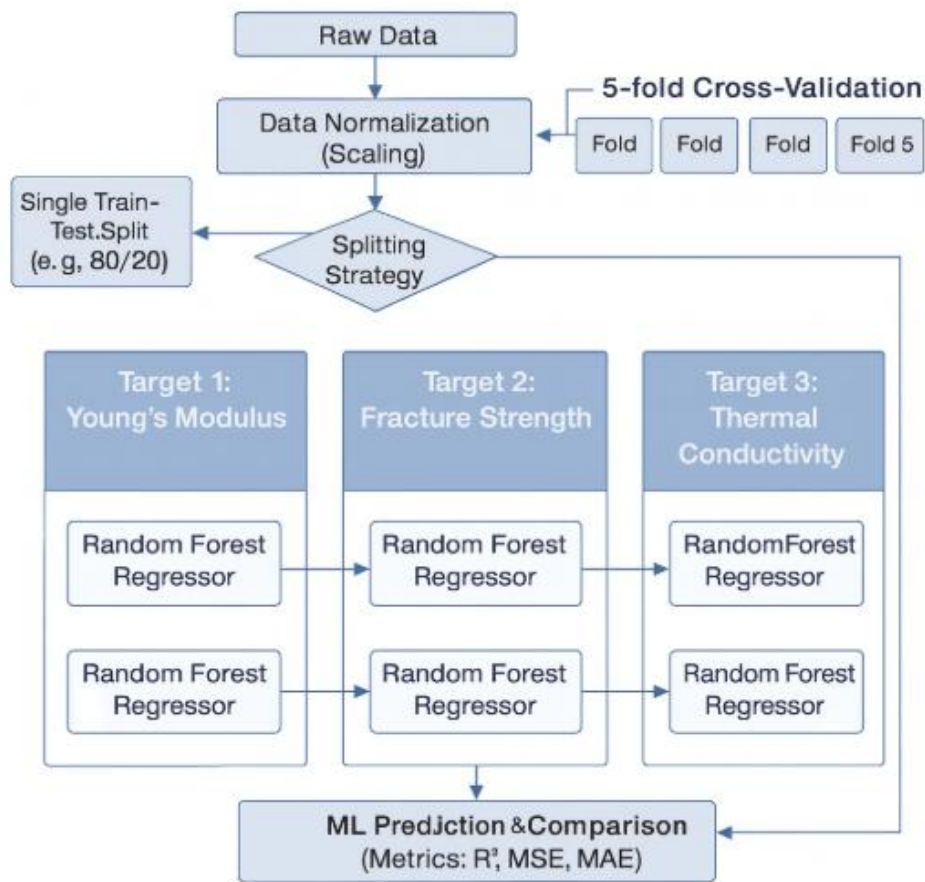 Raw Data
5-fold Cross-Validation
Data Normalization
(Scaling)
Fold
Fold
Fold
Fold 5
Single Train-
Test.Split
(e. g, 80/20)
Splitting
Strategy
Target 1:
Young's Modulus
Target 2:
Fracture Strength
Target 3:
Thermal
Conductivity
Random Forest
Regressor
Random Forest
Regressor
RandomForest
Regressor
Random Forest
Regressor
Random Forest
Regressor
Random Forest
Regressor
ML PredJction &Comparison
(Metrics: R³, MSE, MAE)